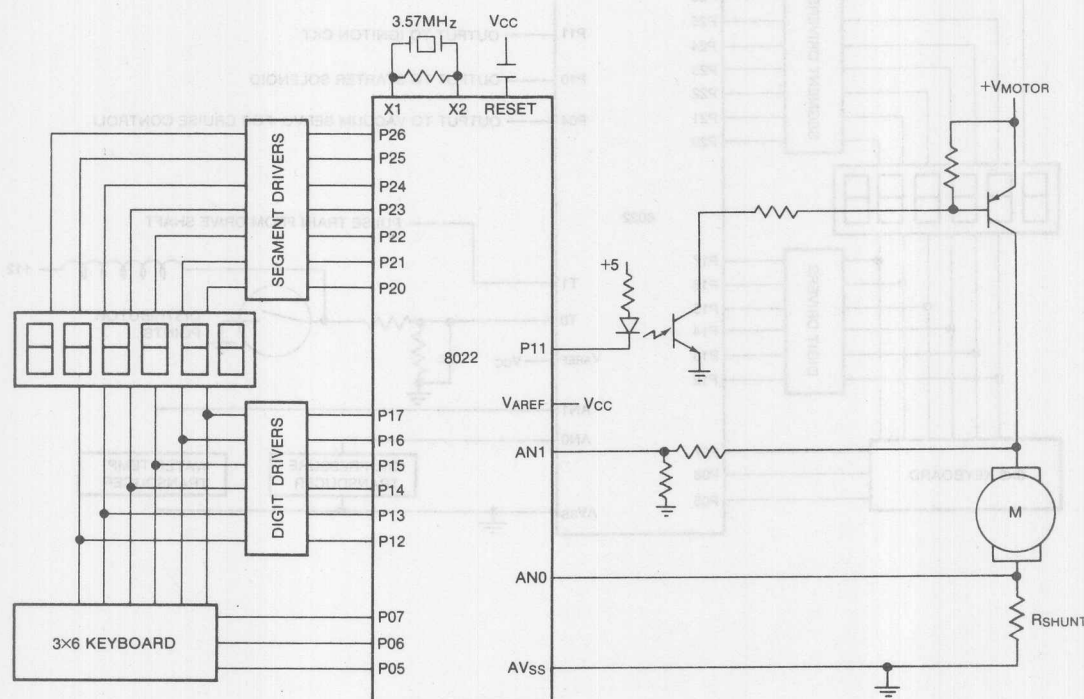 3.57MHz
VCC
X1 X2 RESET
+VMOTOR
P26
P25
P24
P23
P22
P21
P20
SEGMENT DRIVERS
+5
P11
8022
VAREF VCC
P17
P16
P15
P14
P13
P12
DIGIT DRIVERS
AN1
M
AN0
RSHUNT
3×6 KEYBOARD
P07
P06
P05
AVSS